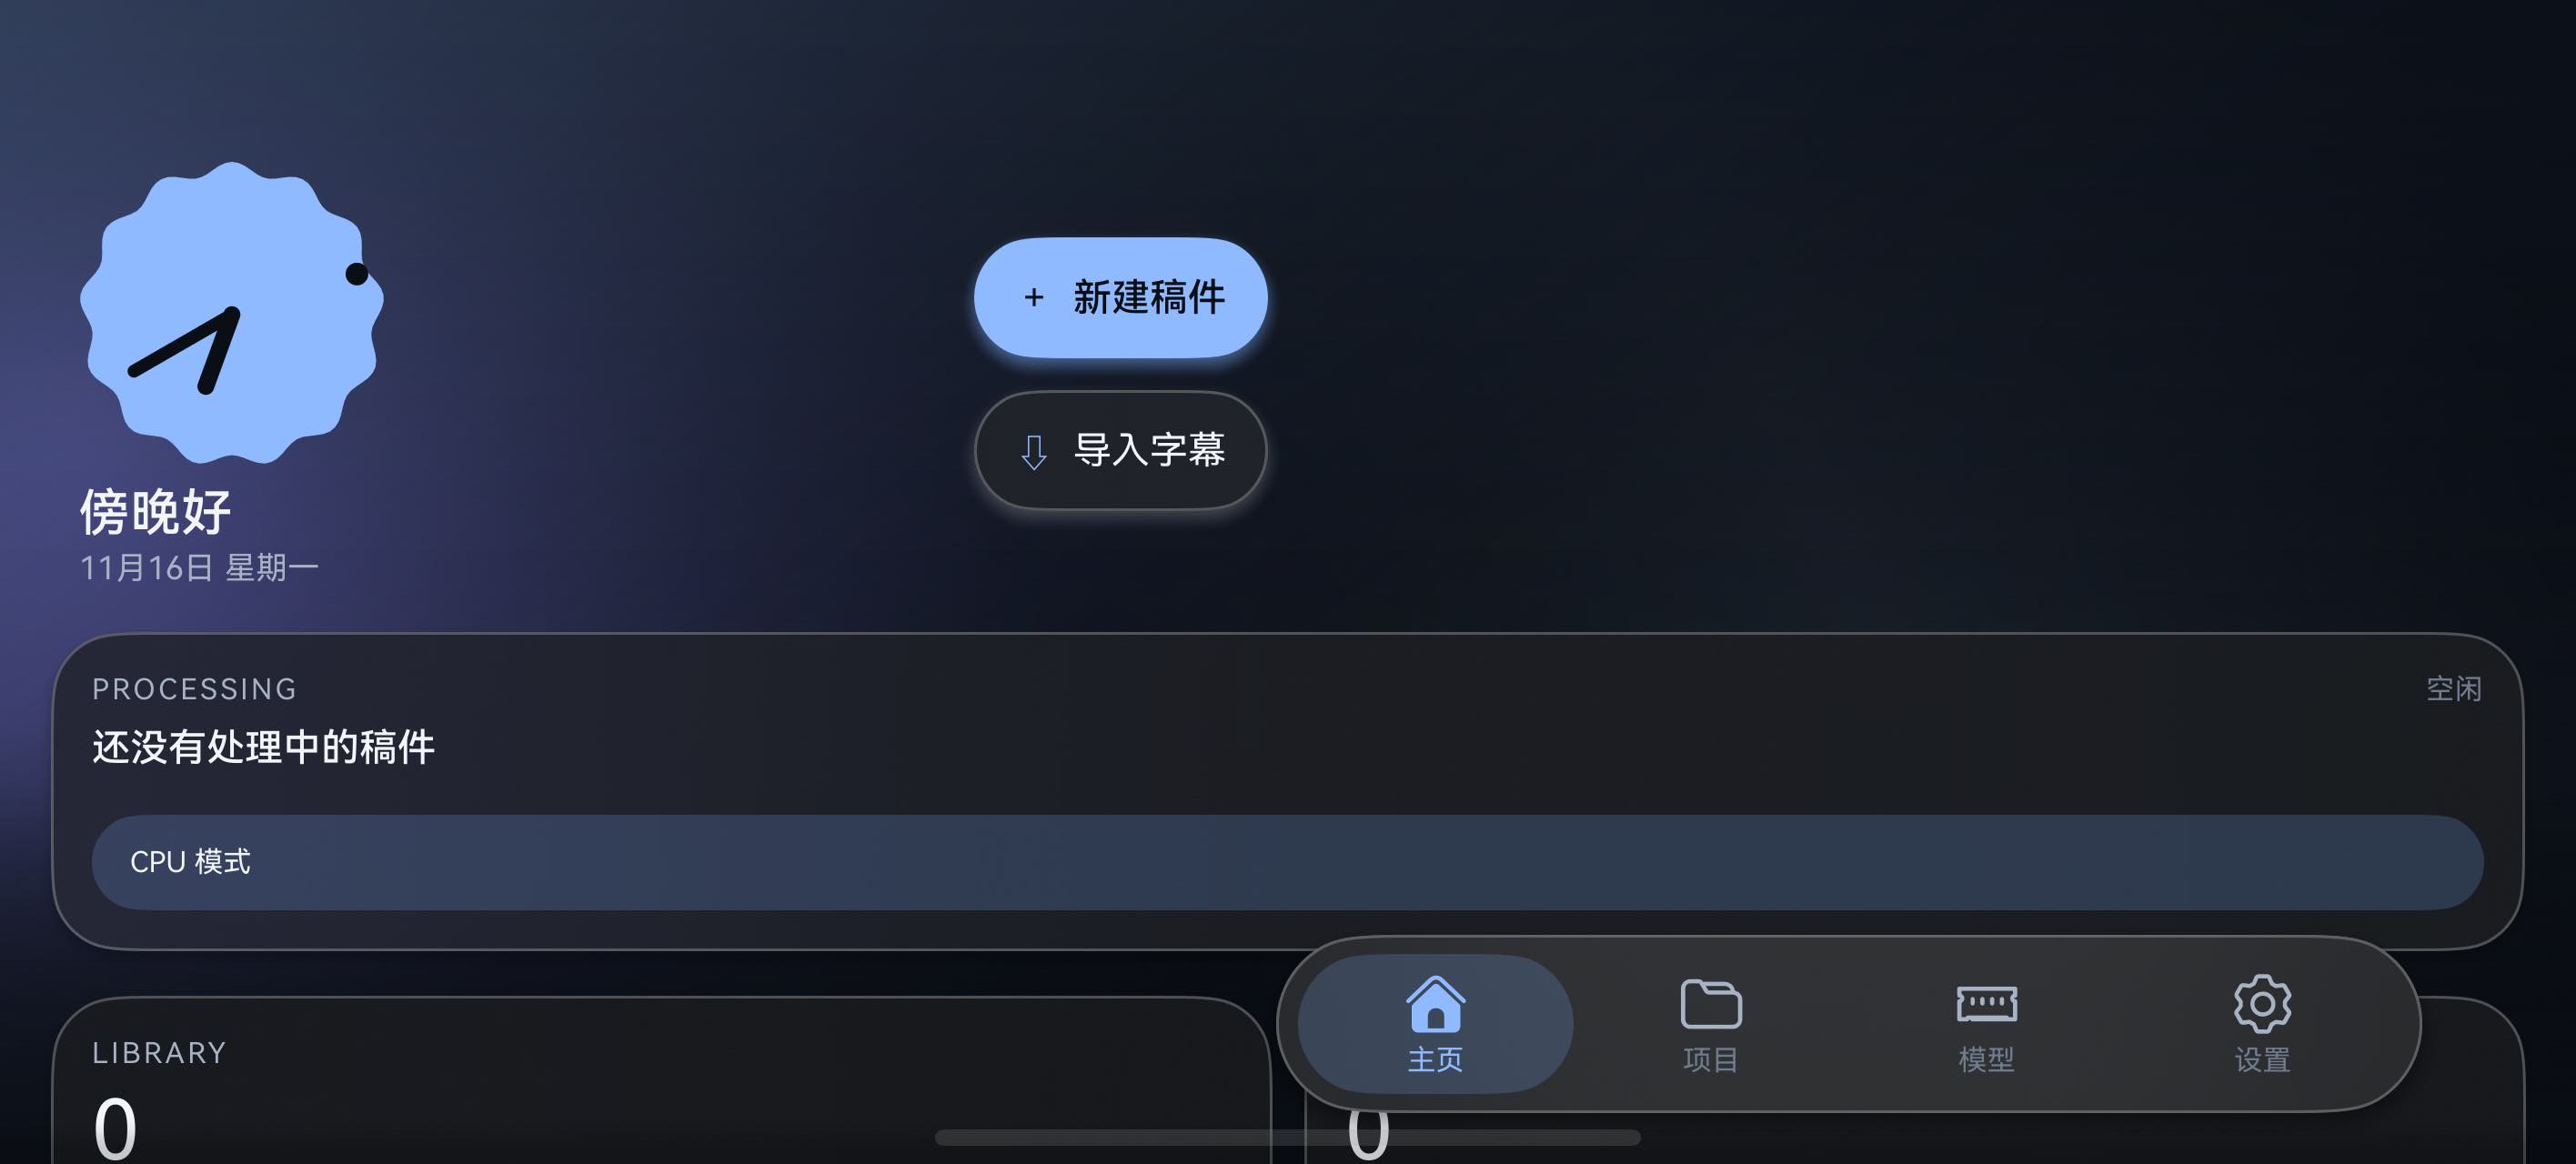 + 新建稿件
导入字幕
傍晚好
11月16日 星期一
PROCESSING
空闲
还没有处理中的稿件
CPU 模式
LIBRARY
0
0
主页
项目
模型
设置